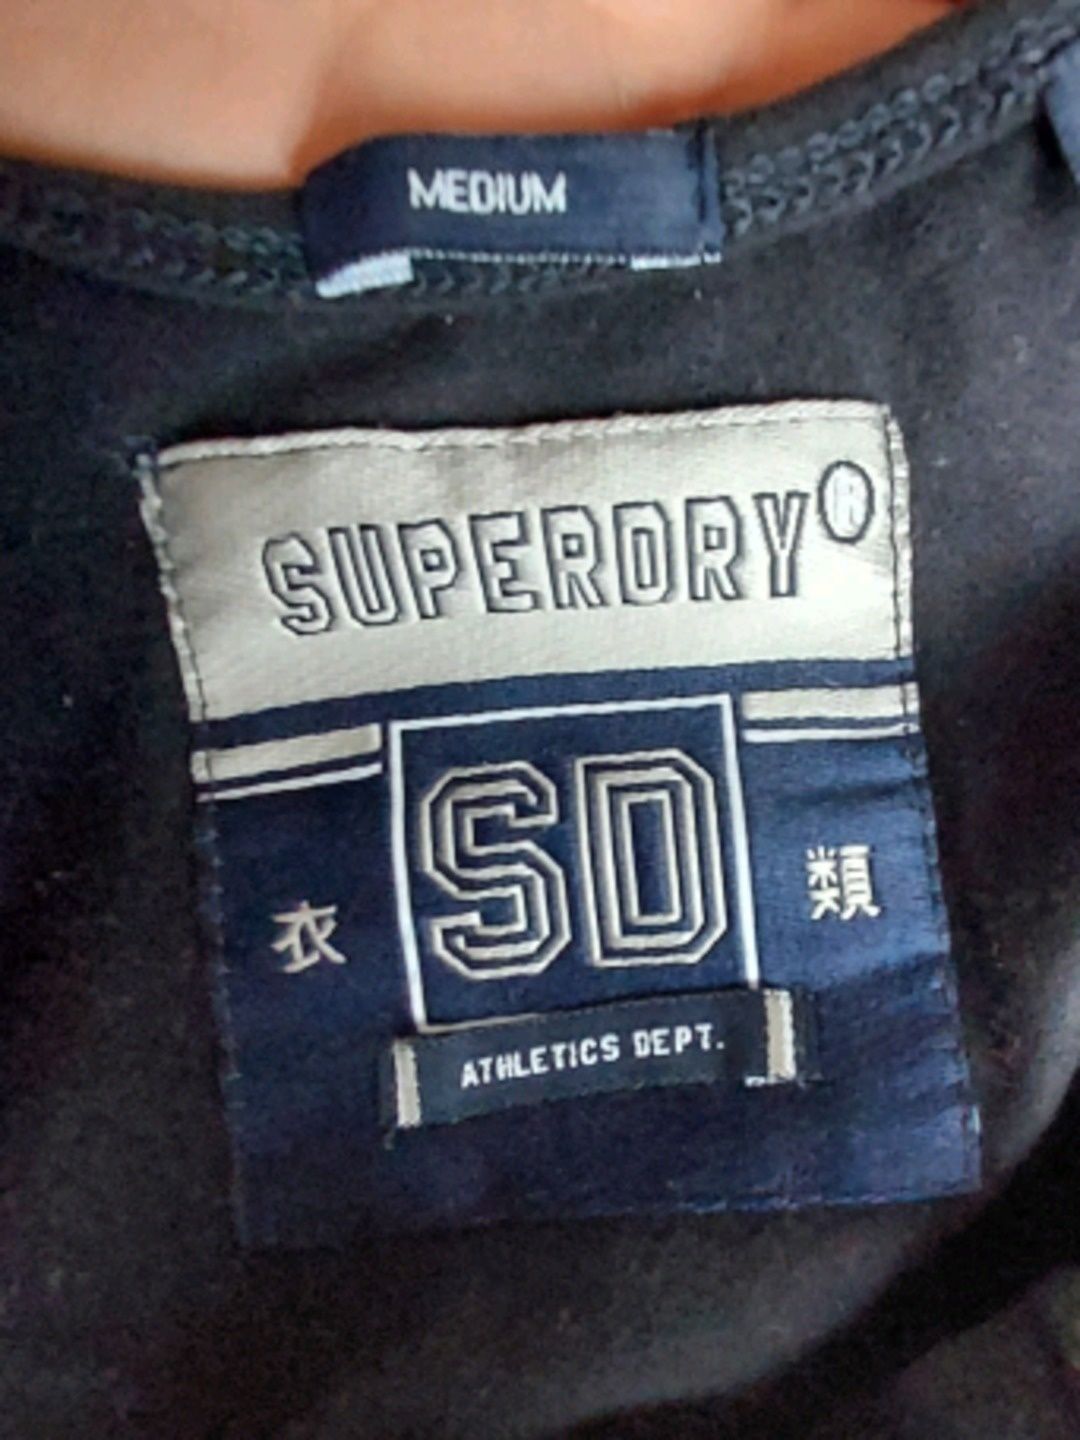 MEDIUM
SUPERDRY®
SD
衣 類
ATHLETICS DEPT.